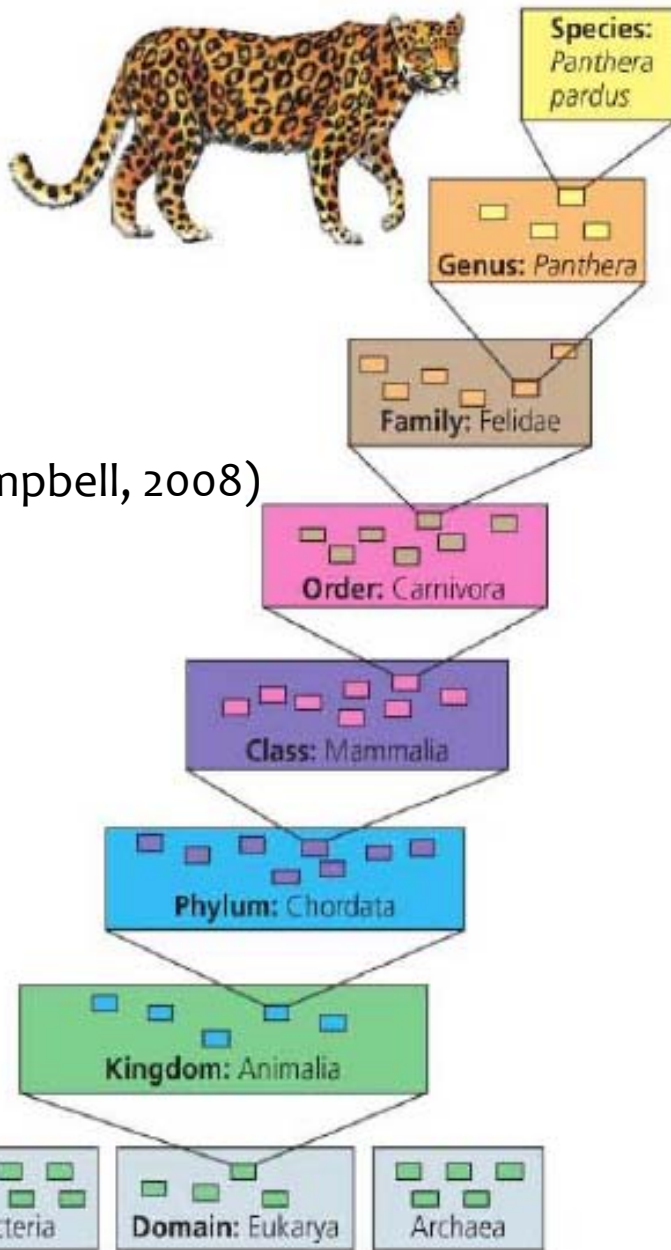 Species:
Panthera
pardus
Genus: Panthera
Family: Felidae
mpbell, 2008)
Order: Carnivora
Class: Mammalia
Phylum: Chordata
Kingdom: Animalia
cteria Domain: Eukarya Archaea